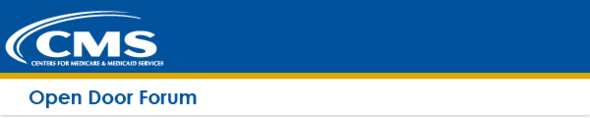 CMS
CENTERS FOR MEDICARE & MEDICAID SERVICES
Open Door Forum